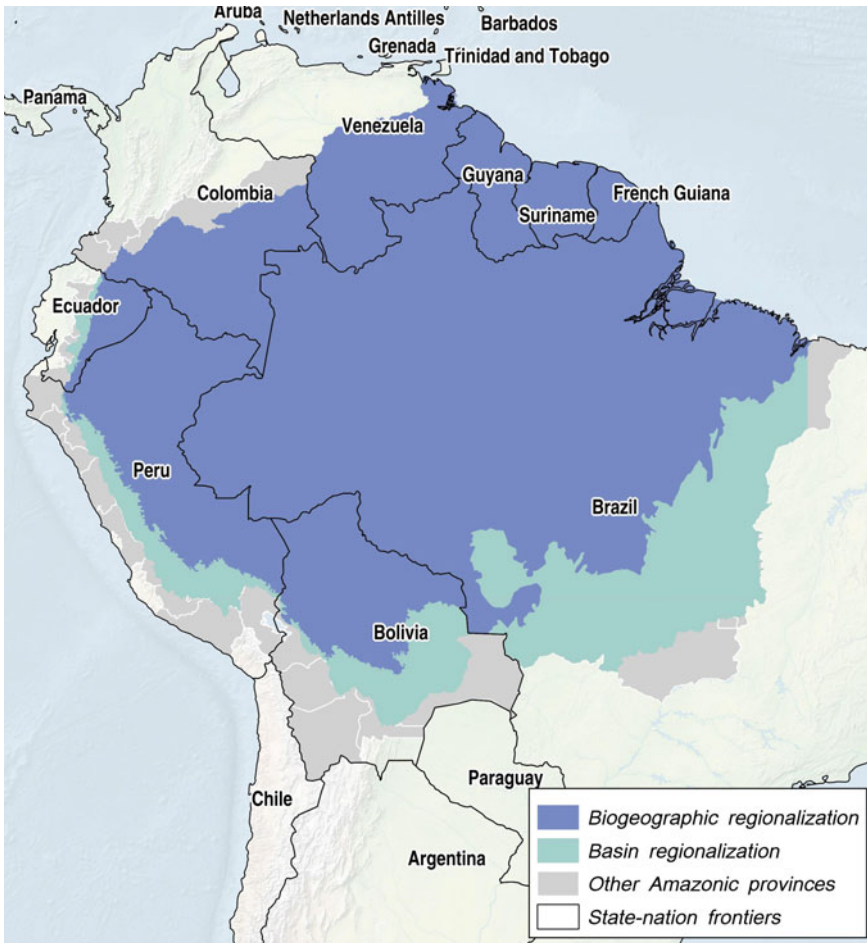 Aruba
Netherlands Antilles
Barbados
Grenada
Trinidad and Tobago
Panama
Venezuela
Guyana
Colombia
French Guiana
Suriname
Ecuador
Peru
Brazil
Bolivia
Paraguay
Chile
Argentina
Biogeographic regionalization
Basin regionalization
Other Amazonic provinces
State-nation frontiers